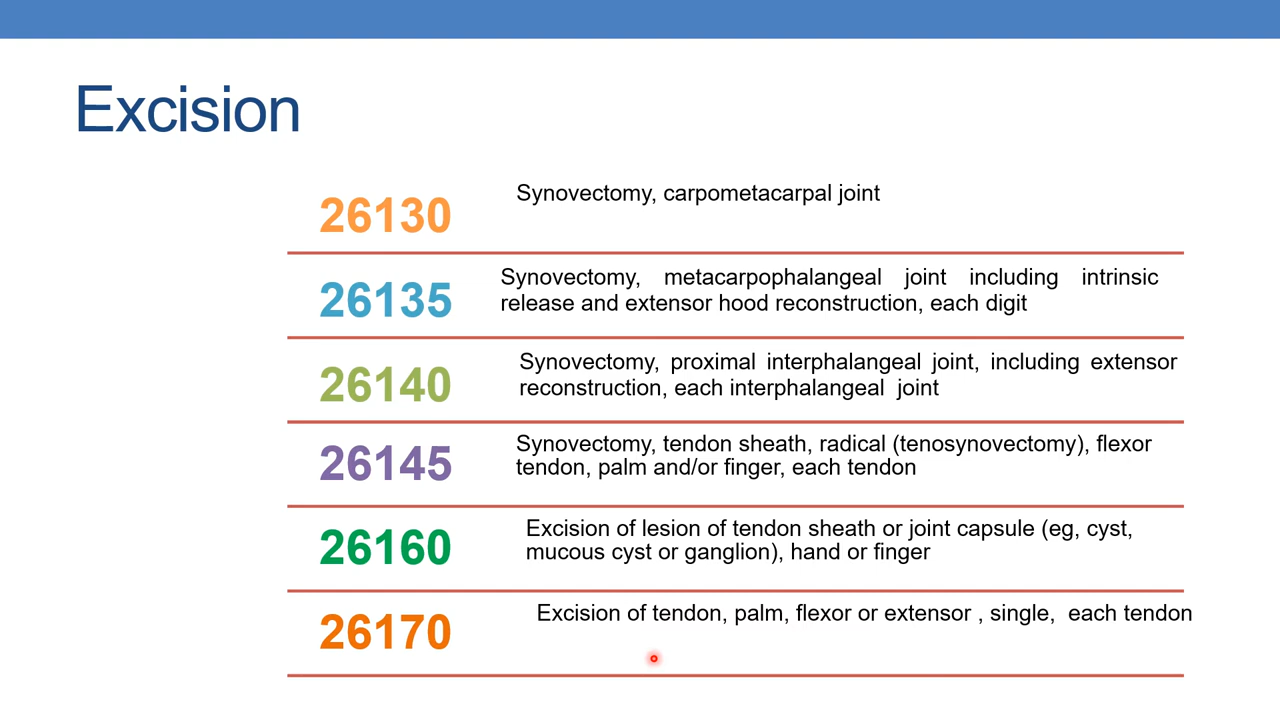 Excision
26130
Synovectomy, carpometacarpal joint
26135
Synovectomy, metacarpophalangeal joint including intrinsic
release and extensor hood reconstruction, each digit
26140
Synovectomy, proximal interphalangeal joint, including extensor
reconstruction, each interphalangeal joint
26145
Synovectomy, tendon sheath, radical (tenosynovectomy), flexor
tendon, palm and/or finger, each tendon
26160
Excision of lesion of tendon sheath or joint capsule (eg, cyst,
mucous cyst or ganglion), hand or finger
26170
Excision of tendon, palm, flexor or extensor , single, each tendon